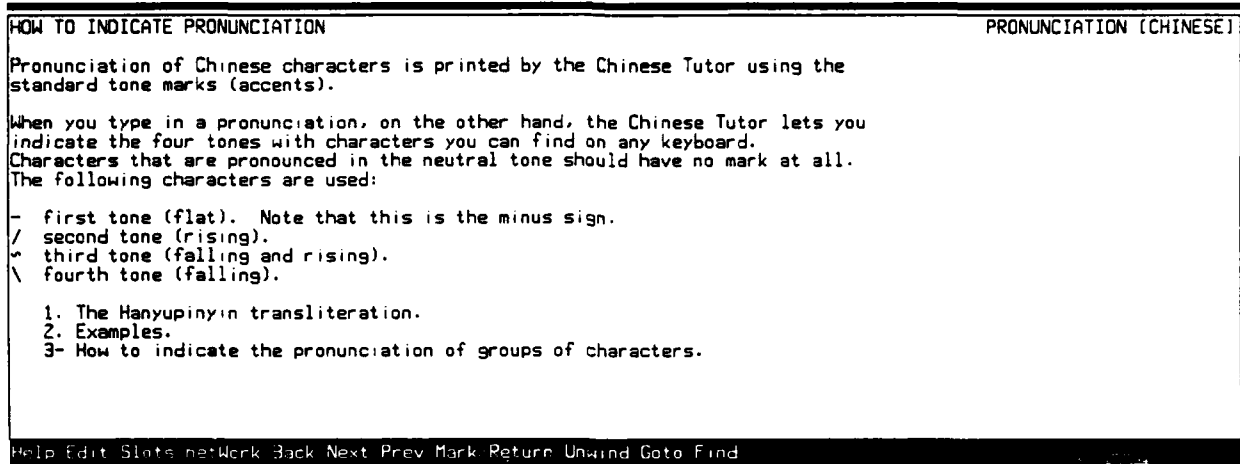 HOW TO INDICATE PRONUNCIATION PRONUNCIATION [CHINESE]
Pronunciation of Chinese characters is printed by the Chinese Tutor using the
standard tone marks (accents).
When you type in a pronunciation, on the other hand, the Chinese Tutor lets you
indicate the four tones with characters you can find on any keyboard.
Characters that are pronounced in the neutral tone should have no mark at all.
The following characters are used:
- first tone (flat). Note that this is the minus sign.
/ second tone (rising).
~ third tone (falling and rising).
\ fourth tone (falling).
1. The Hanyupinyin transliteration.
2. Examples.
3- How to indicate the pronunciation of groups of characters.
Help Edit Slots netWork Back Next Prev Mark Return Unwind Goto Find